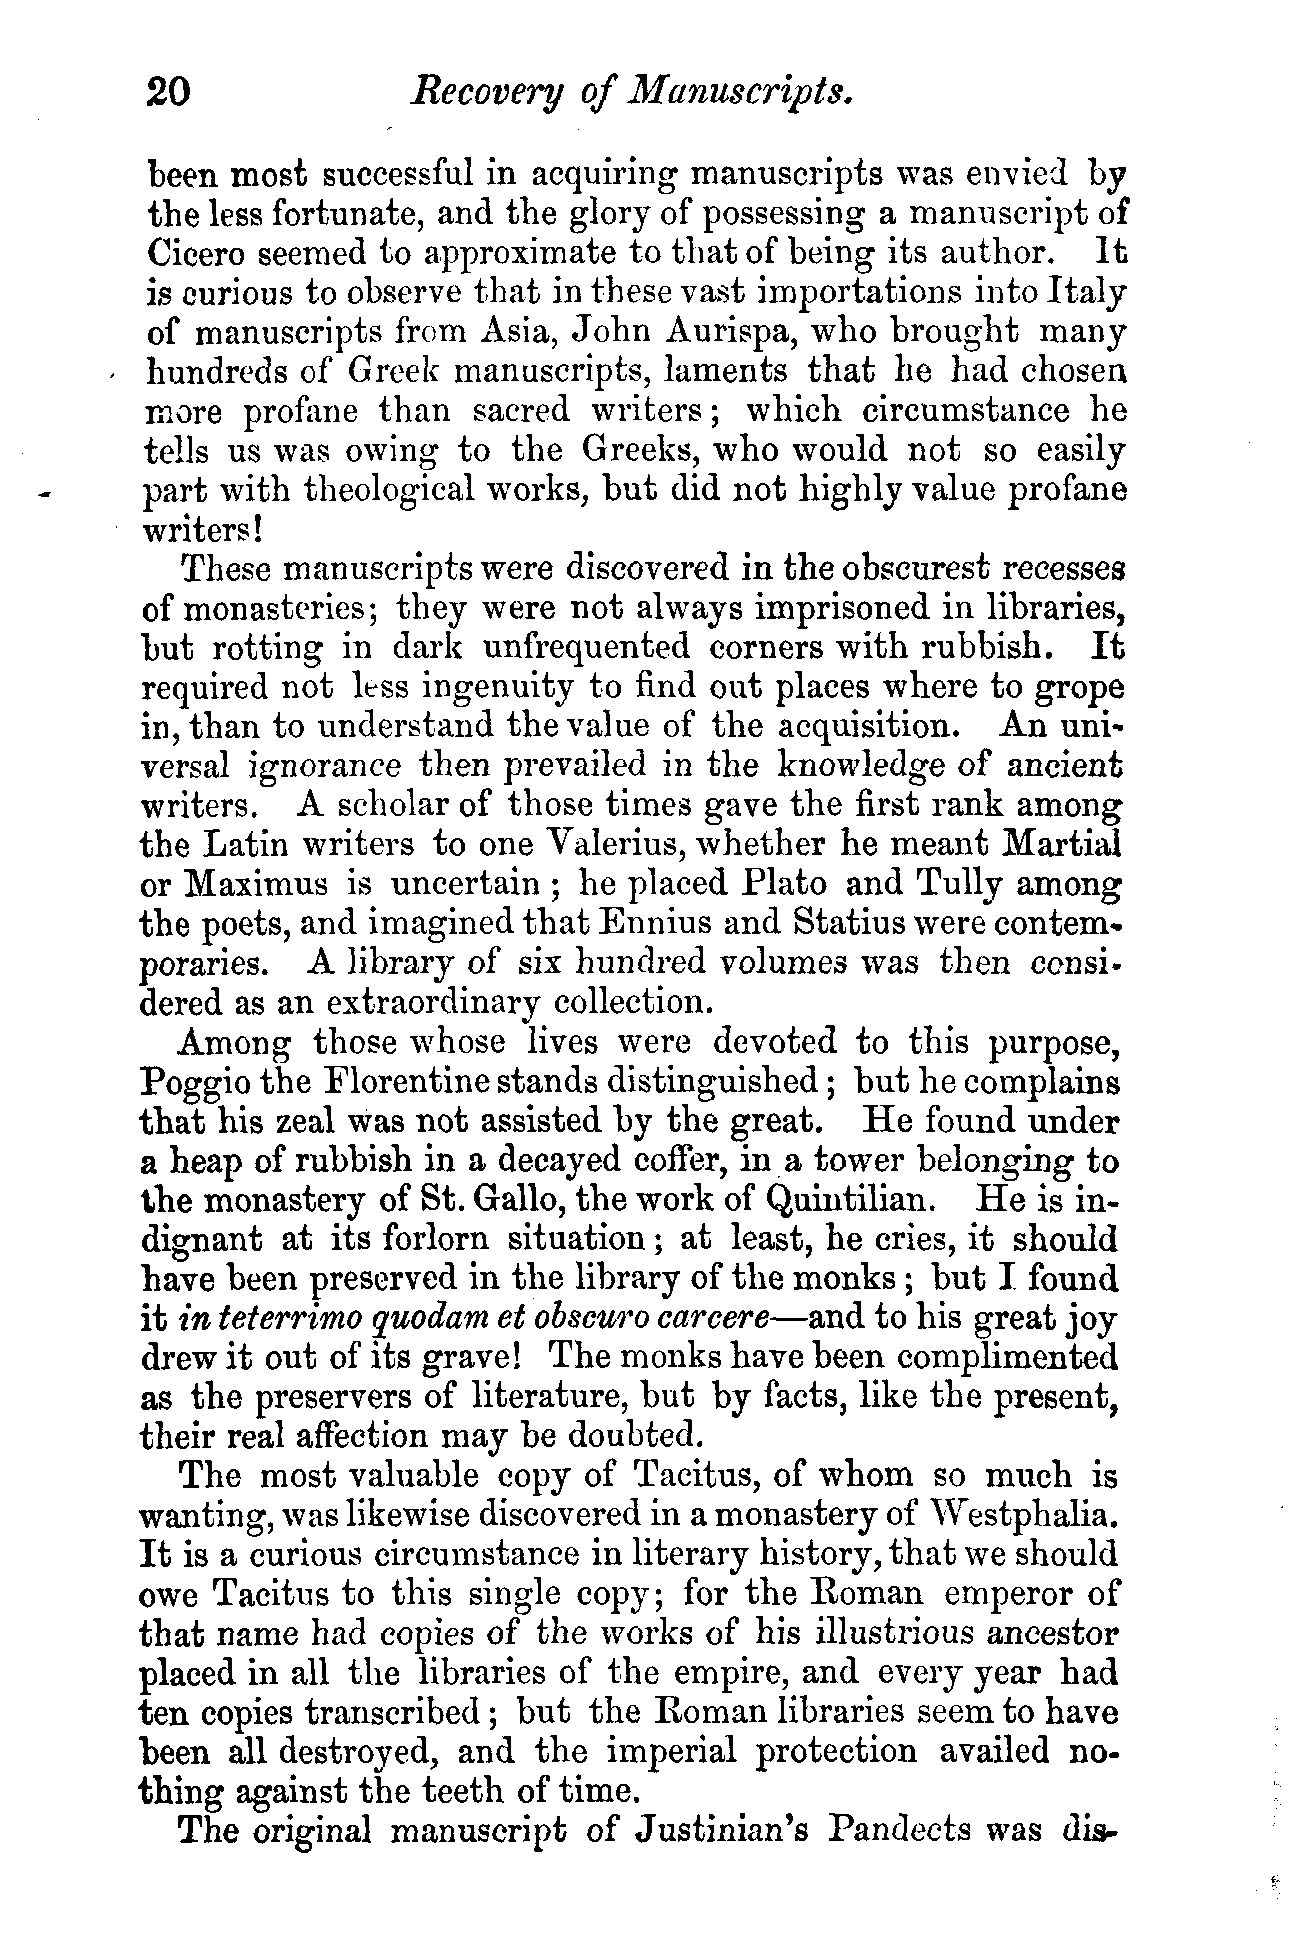 20 Recovery of Manuscripts.
been most successful in acquiring manuscripts was envied by
the less fortunate, and the glory of possessing a manuscript of
Cicero seemed to approximate to that of being its author. It
is curious to observe that in these vast importations into Italy
of manuscripts from Asia, John Aurispa, who brought many
hundreds of Greek manuscripts, laments that he had chosen
more profane than sacred writers; which circumstance he
tells us was owing to the Greeks, who would not so easily
part with theological works, but did not highly value profane
writers!
These manuscripts were discovered in the obscurest recesses
of monasteries; they were not always imprisoned in libraries,
but rotting in dark unfrequented corners with rubbish. It
required not less ingenuity to find out places where to grope
in, than to understand the value of the acquisition. An uni-
versal ignorance then prevailed in the knowledge of ancient
writers. A scholar of those times gave the first rank among
the Latin writers to one Valerius, whether he meant Martial
or Maximus is uncertain; he placed Plato and Tully among
the poets, and imagined that Ennius and Statius were contem-
poraries. A library of six hundred volumes was then consi-
dered as an extraordinary collection.
Among those whose lives were devoted to this purpose,
Poggio the Florentine stands distinguished; but he complains
that his zeal was not assisted by the great. He found under
a heap of rubbish in a decayed coffer, in a tower belonging to
the monastery of St. Gallo, the work of Quintilian. He is in-
dignant at its forlorn situation; at least, he cries, it should
have been preserved in the library of the monks; but I found
it in teterrimo quodam et obscuro carcere—and to his great joy
drew it out of its grave! The monks have been complimented
as the preservers of literature, but by facts, like the present,
their real affection may be doubted.
The most valuable copy of Tacitus, of whom so much is
wanting, was likewise discovered in a monastery of Westphalia.
It is a curious circumstance in literary history, that we should
owe Tacitus to this single copy; for the Roman emperor of
that name had copies of the works of his illustrious ancestor
placed in all the libraries of the empire, and every year had
ten copies transcribed; but the Roman libraries seem to have
been all destroyed, and the imperial protection availed no-
thing against the teeth of time.
The original manuscript of Justinian's Pandects was dis-